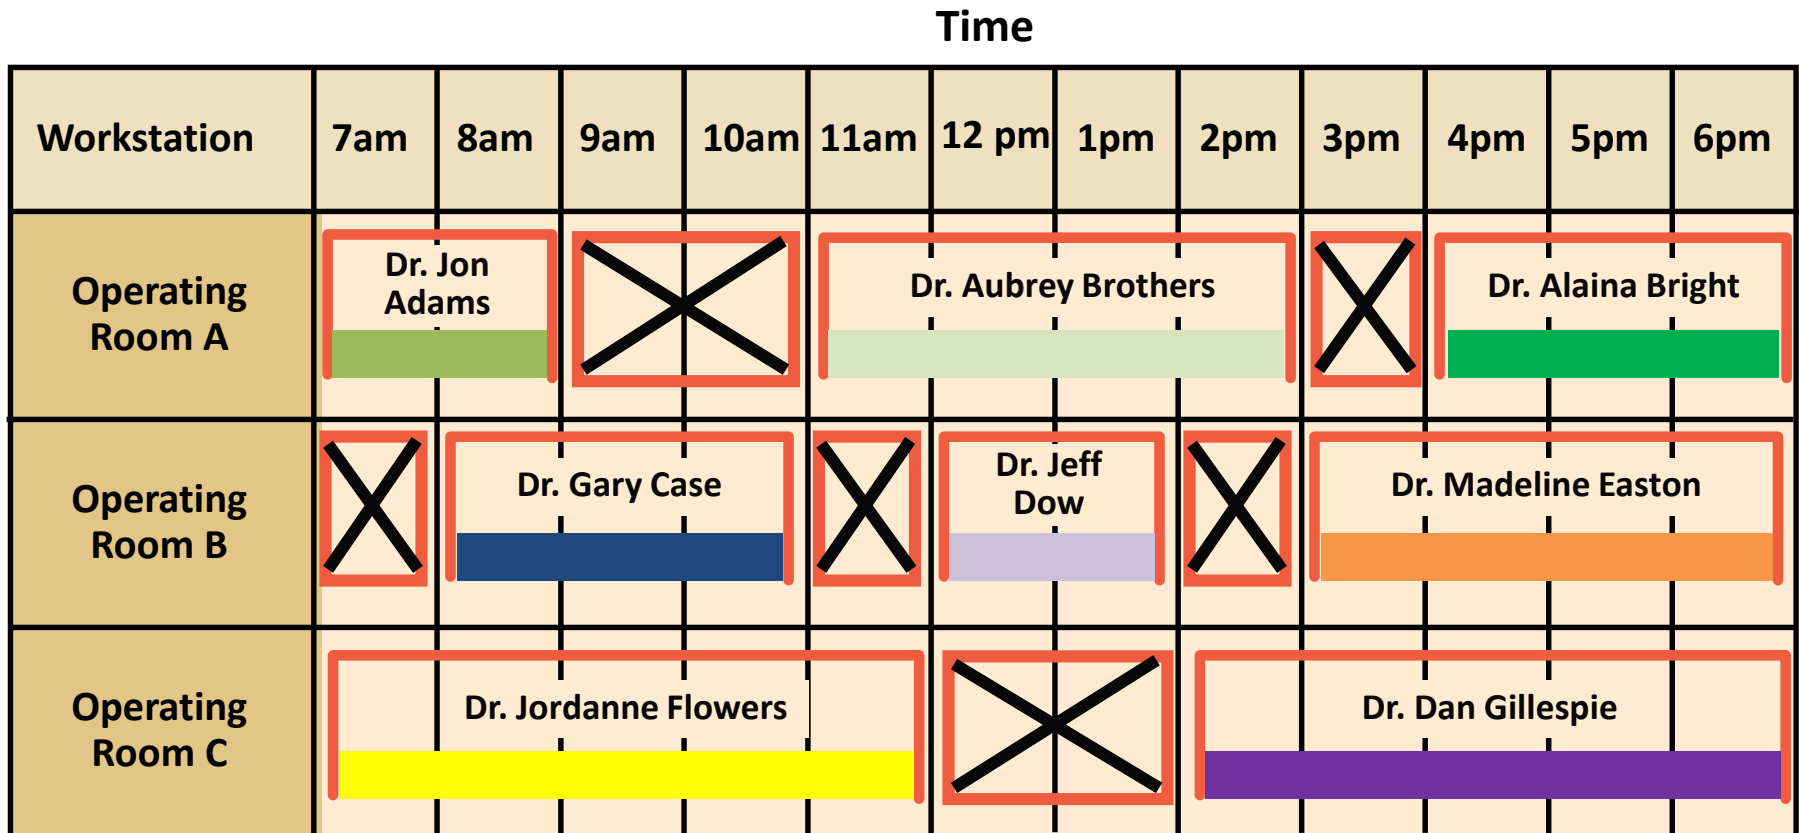 Time
Workstation 7am 8am 9am 10am 11am 12 pm 1pm 2pm 3pm 4pm 5pm 6pm
Operating
Room A
Dr. Jon
Adams
Dr. Aubrey Brothers
Dr. Alaina Bright
Operating
Room B
Dr. Gary Case
Dr. Jeff
Dow
Dr. Madeline Easton
Operating
Room C
Dr. Jordanne Flowers
Dr. Dan Gillespie